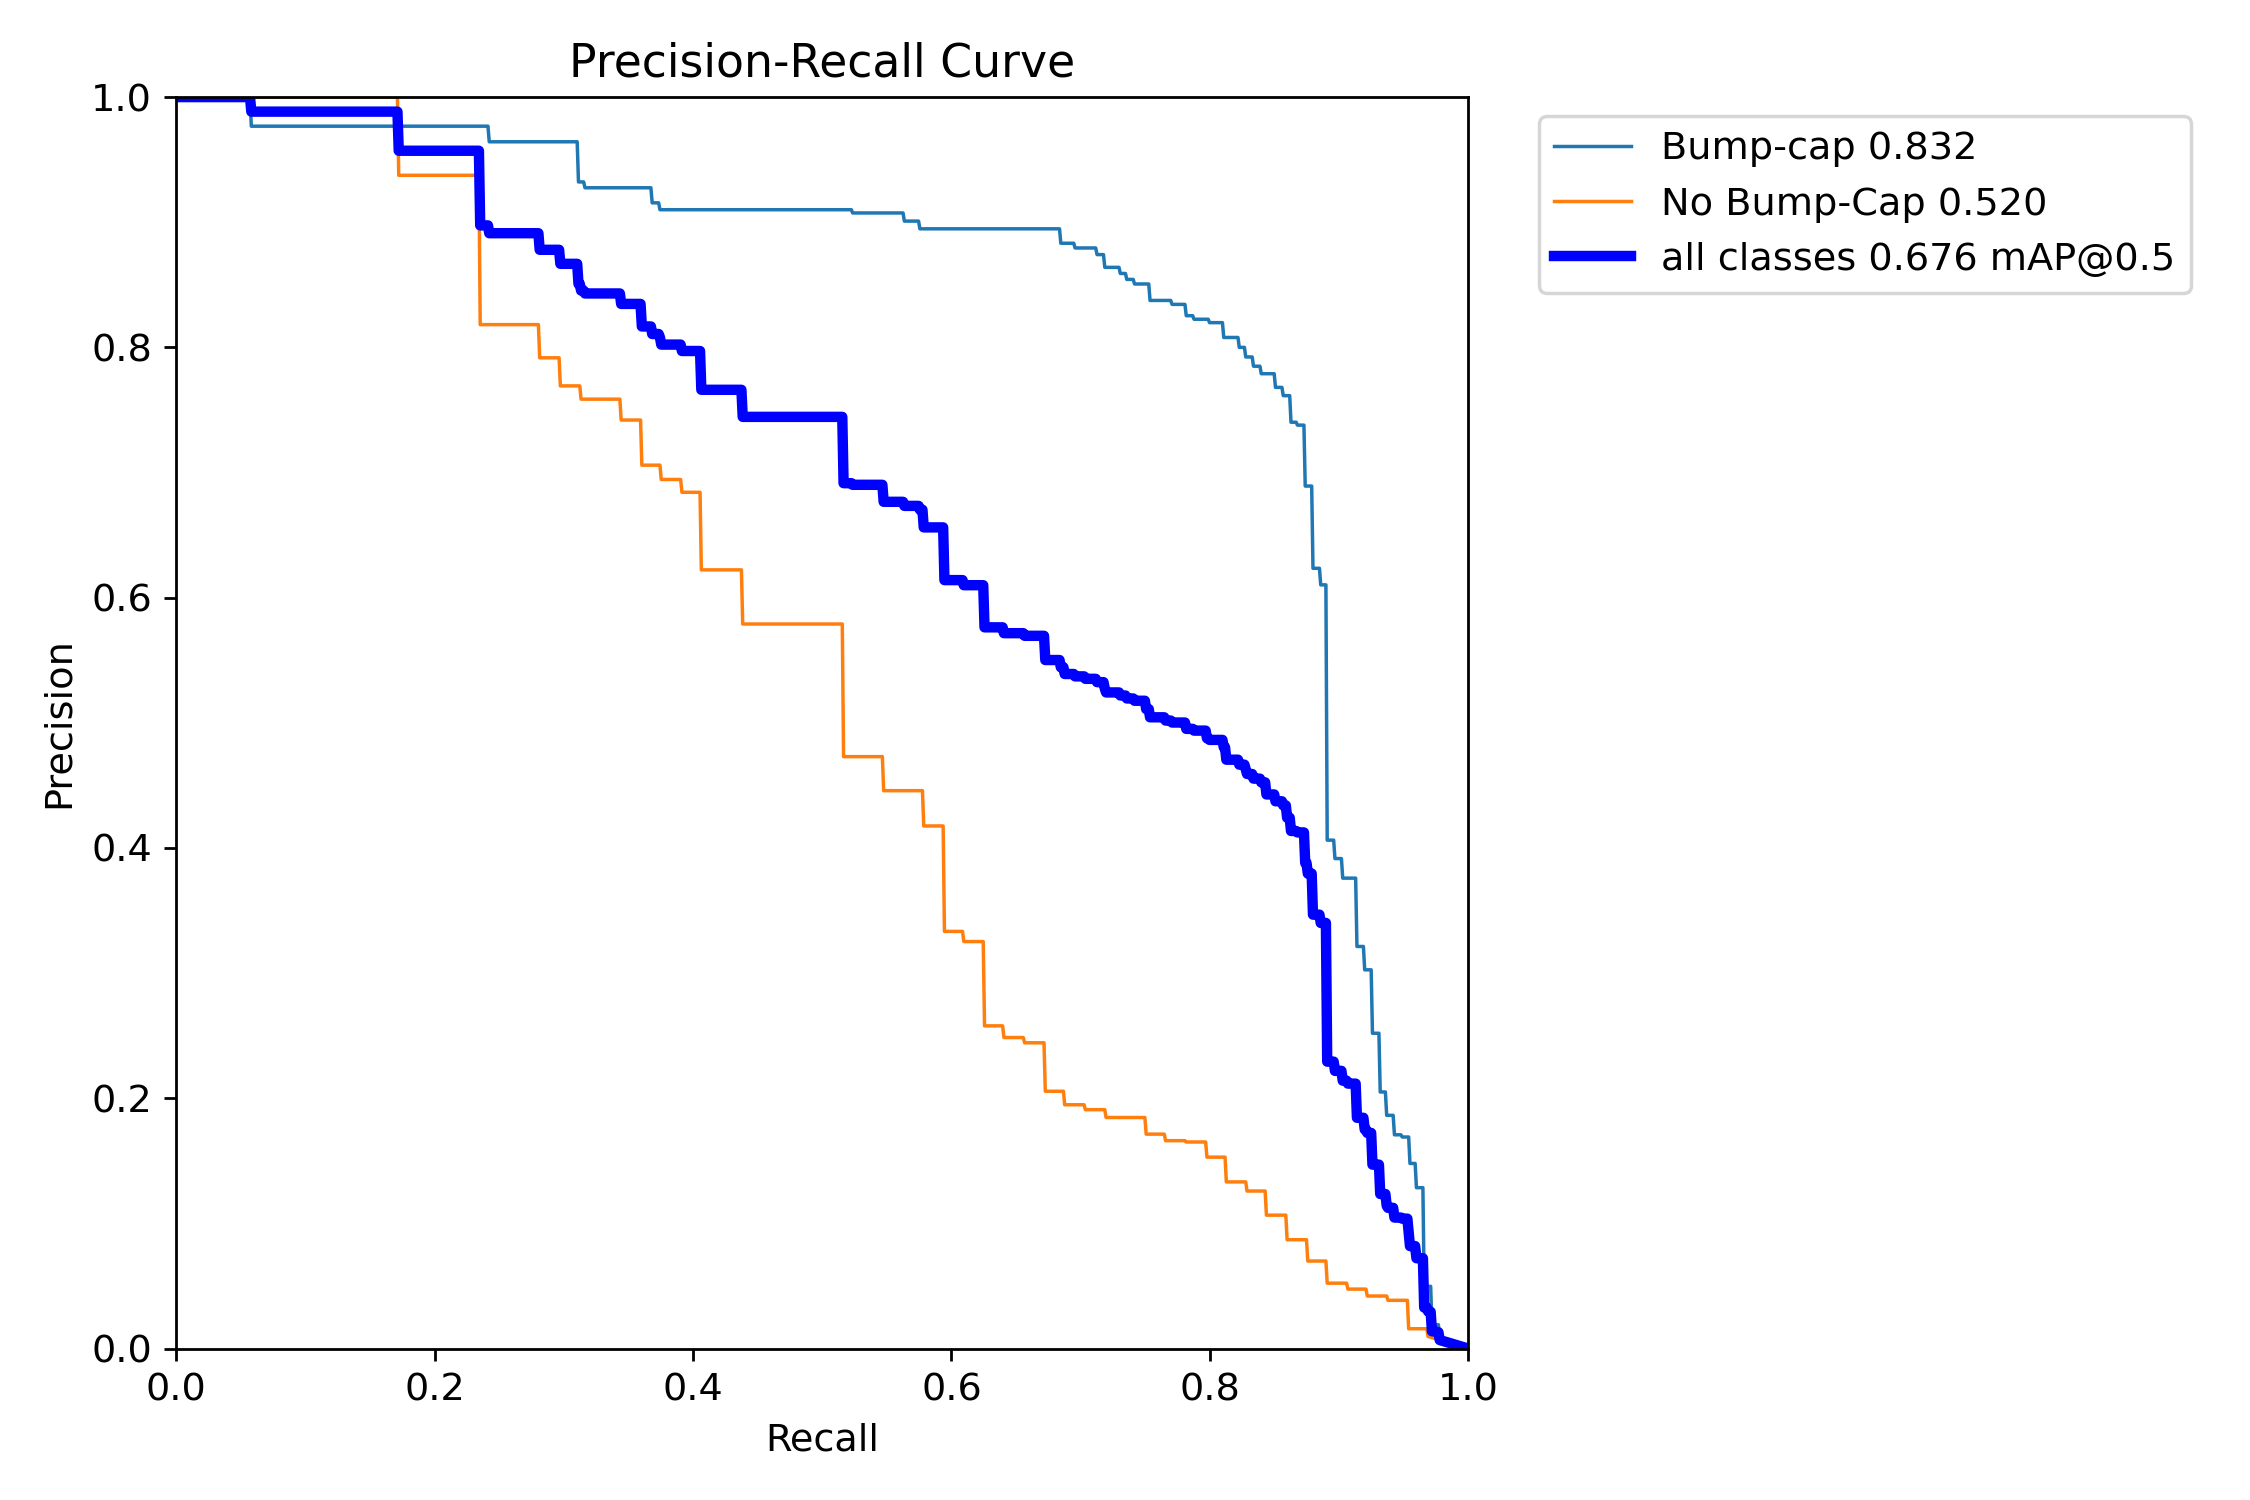 Precision-Recall Curve
1.0
0.8
0.6
0.4
0.2
0.0
Precision
0.0 0.2 0.4 0.6 0.8 1.0
Recall
Bump-cap 0.832
No Bump-Cap 0.520
all classes 0.676 mAP@0.5